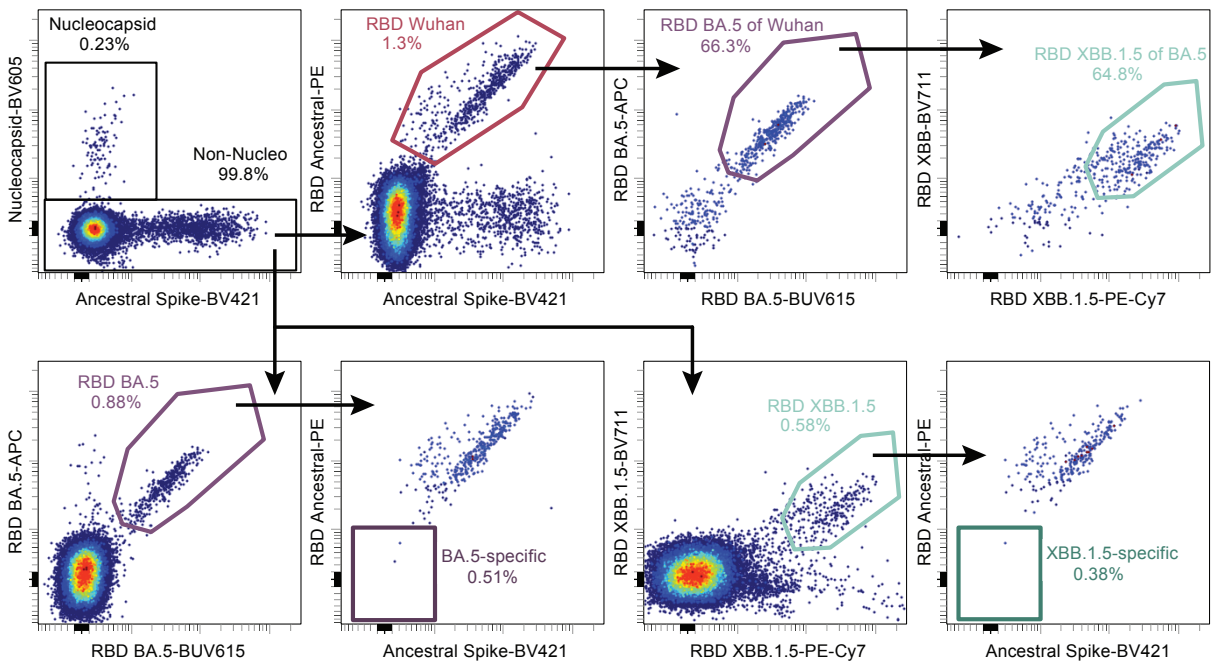 Nucleocapsid
0.23%
Non-Nucleo
99.8%
Nucleocapsid-BV605
Ancestral Spike-BV421
RBD Wuhan
1.3%
RBD Ancestral-PE
Ancestral Spike-BV421
RBD BA.5 of Wuhan
66.3%
RBD BA.5-APC
RBD BA.5-BUV615
RBD XBB.1.5 of BA.5
64.8%
RBD XBB-BV711
RBD XBB.1.5-PE-Cy7
RBD BA.5
0.88%
RBD BA.5-APC
RBD BA.5-BUV615
BA.5-specific
0.51%
RBD Ancestral-PE
Ancestral Spike-BV421
RBD XBB.1.5
0.58%
RBD XBB.1.5-BV711
RBD XBB.1.5-PE-Cy7
XBB.1.5-specific
0.38%
RBD Ancestral-PE
Ancestral Spike-BV421